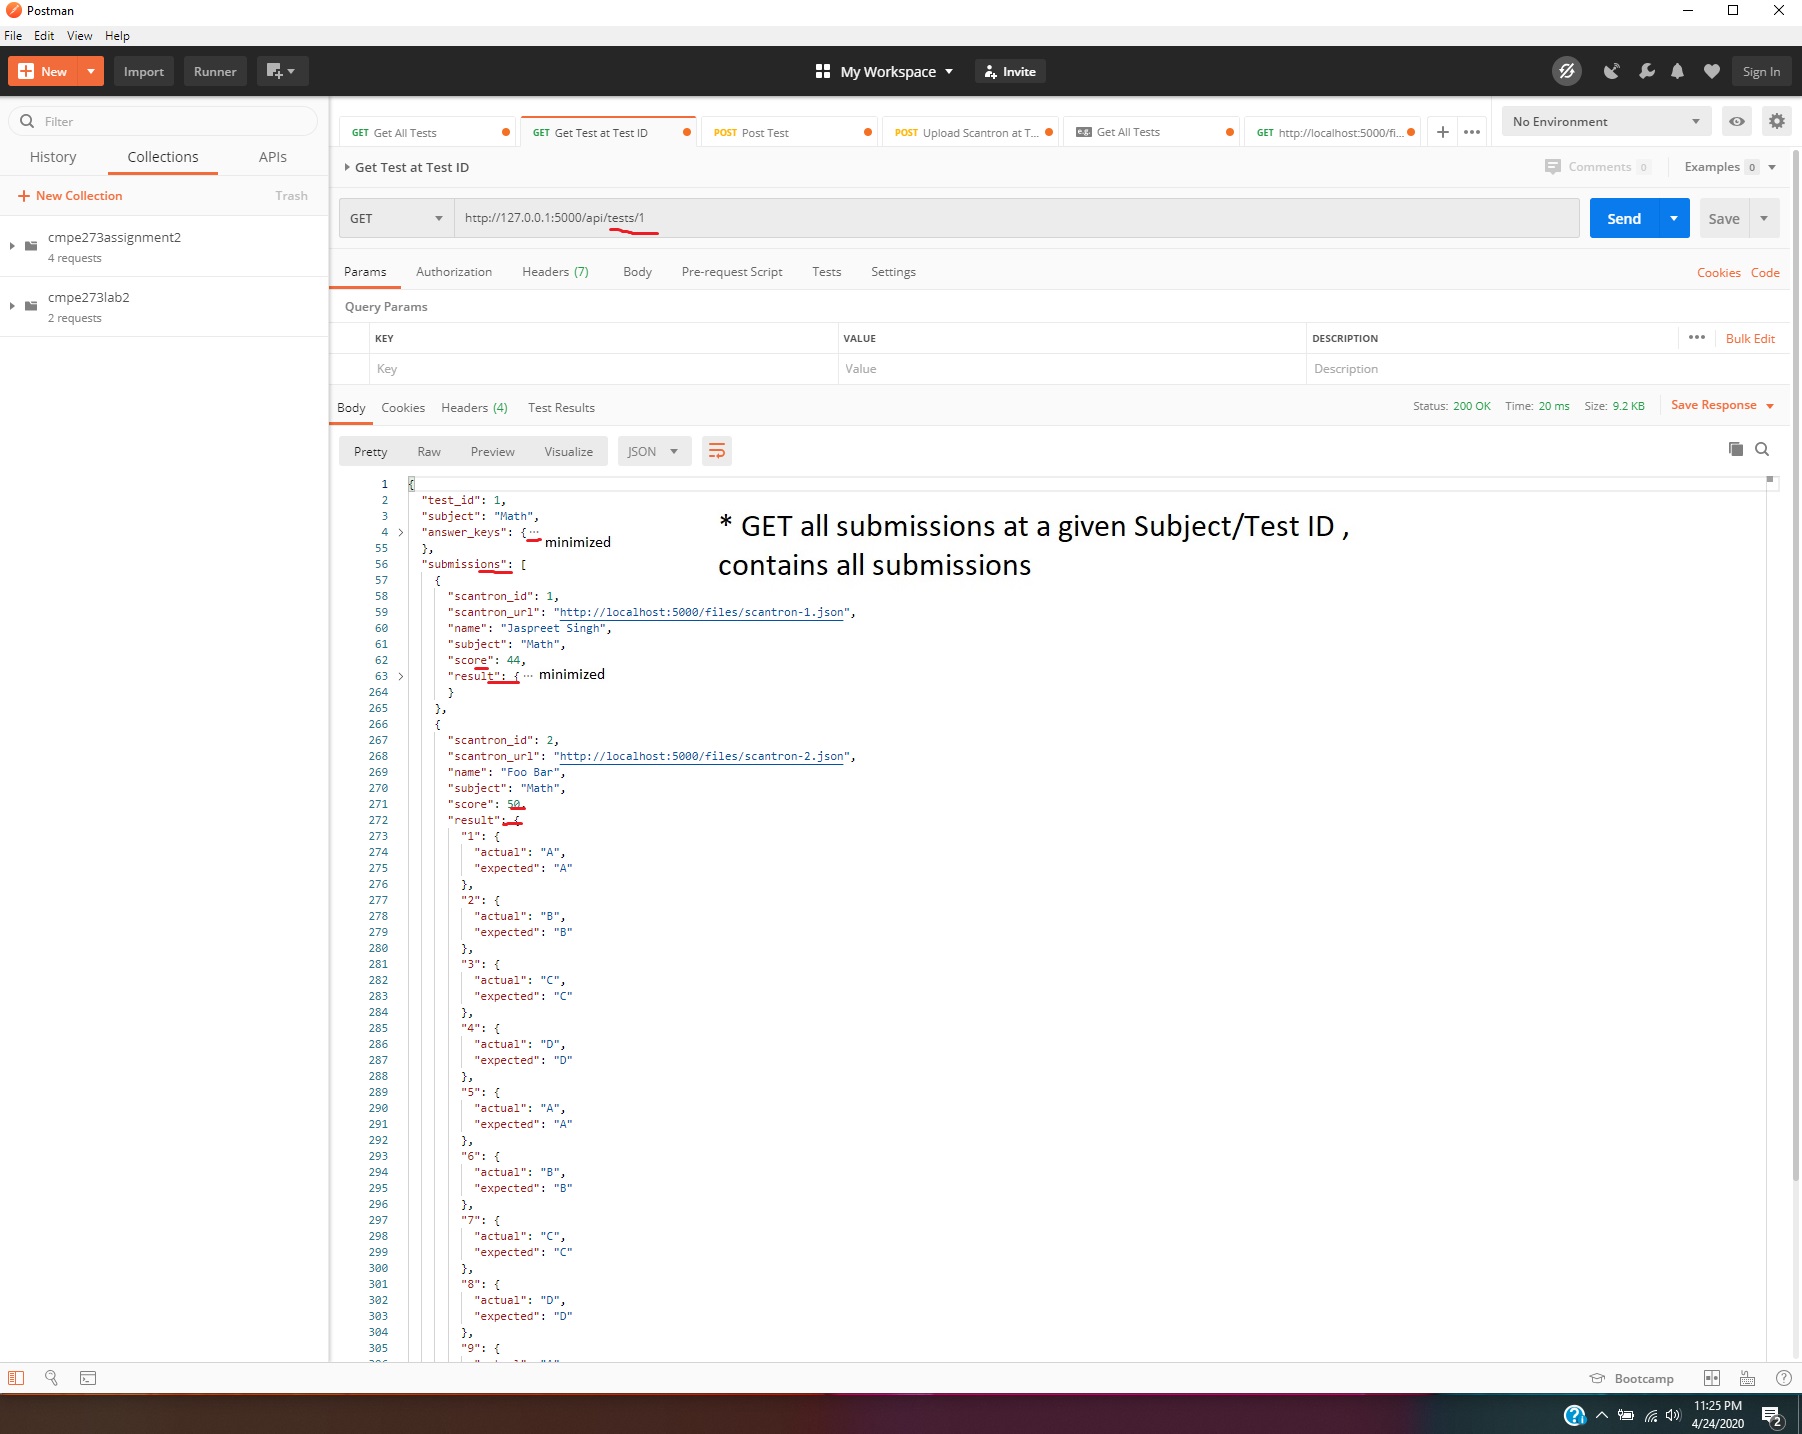 Postman
File Edit View Help
New Import Runner My Workspace Invite Sign In
Filter
History Collections APIs
New Collection Trash
cmpe273assignment2
4 requests
cmpe273lab2
2 requests
GET Get All Tests GET Get Test at Test ID POST Post Test POST Upload Scantron at T... e.g. Get All Tests GET http://localhost:5000/fi... No Environment
Get Test at Test ID Comments 0 Examples 0
GET http://127.0.0.1:5000/api/tests/1 Send Save
Params Authorization Headers (7) Body Pre-request Script Tests Settings Cookies Code
Query Params
KEY VALUE DESCRIPTION Bulk Edit
Key Value Description
Body Cookies Headers (4) Test Results Status: 200 OK Time: 20 ms Size: 9.2 KB Save Response
Pretty Raw Preview Visualize JSON
1 {
2 "test_id": 1,
3 "subject": "Math",
4 "answer_keys": {··· minimized
55 },
56 "submissions": [
* GET all submissions at a given Subject/Test ID ,
contains all submissions
57 {
58 "scantron_id": 1,
59 "scantron_url": "http://localhost:5000/files/scantron-1.json",
60 "name": "Jaspreet Singh",
61 "subject": "Math",
62 "score": 44,
63 "result": {··· minimized
264 }
265 },
266 {
267 "scantron_id": 2,
268 "scantron_url": "http://localhost:5000/files/scantron-2.json",
269 "name": "Foo Bar",
270 "subject": "Math",
271 "score": 50,
272 "result": {
273 "1": {
274 "actual": "A",
275 "expected": "A"
276 },
277 "2": {
278 "actual": "B",
279 "expected": "B"
280 },
281 "3": {
282 "actual": "C",
283 "expected": "C"
284 },
285 "4": {
286 "actual": "D",
287 "expected": "D"
288 },
289 "5": {
290 "actual": "A",
291 "expected": "A"
292 },
293 "6": {
294 "actual": "B",
295 "expected": "B"
296 },
297 "7": {
298 "actual": "C",
299 "expected": "C"
300 },
301 "8": {
302 "actual": "D",
303 "expected": "D"
304 },
305 "9": {
Bootcamp
11:25 PM
4/24/2020
2